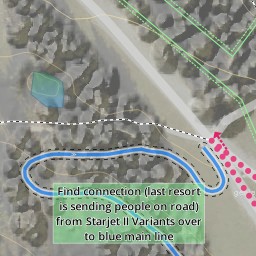 Find connection (last resort
is sending people on road)
from Starjet II Variants over
to blue main line